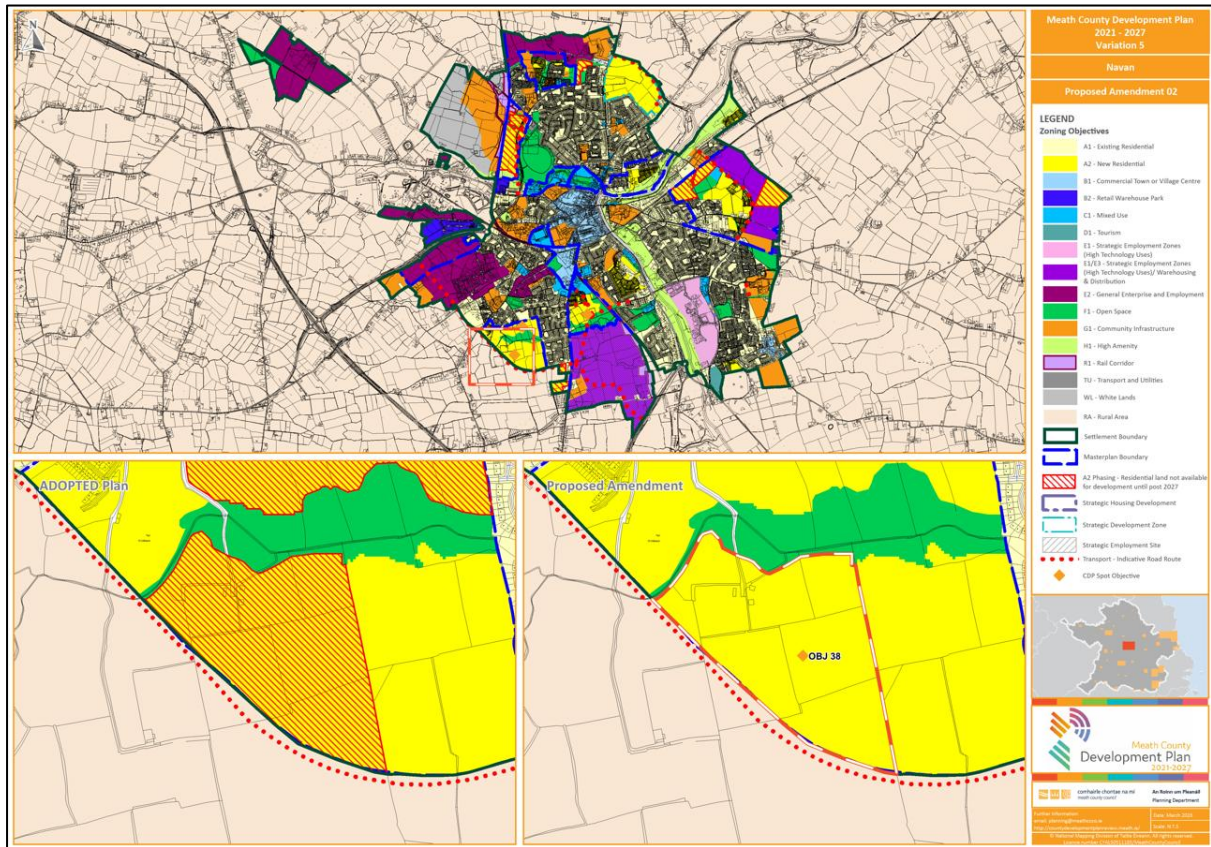 Meath County Development Plan
2021 - 2027
Variation 5
Navan
Proposed Amendment 02
LEGEND
Zoning Objectives
A1 - Existing Residential
A2 - New Residential
B1 - Commercial Town or Village Centre
B2 - Retail Warehouse Park
C1 - Mixed Use
D1 - Tourism
E1 - Strategic Employment Zones
(High Technology Uses)
E1/E3 - Strategic Employment Zones
(High Technology Uses)/ Warehousing
& Distribution
E2 - General Enterprise and Employment
F1 - Open Space
G1 - Community Infrastructure
H1 - High Amenity
R1 - Rail Corridor
TU - Transport and Utilities
WL - White Lands
RA - Rural Area
Settlement Boundary
Masterplan Boundary
A2 Phasing - Residential land not available
for development until post 2027
Strategic Housing Development
Strategic Development Zone
Strategic Employment Site
Transport - Indicative Road Route
CDP Spot Objective
ADOPTED Plan
Proposed Amendment
OBJ 38
Meath County
Development Plan
2021-2027
comhairle chontae na mí
meath county council
An Roinn um Pleanáil
Planning Department
Further Information: